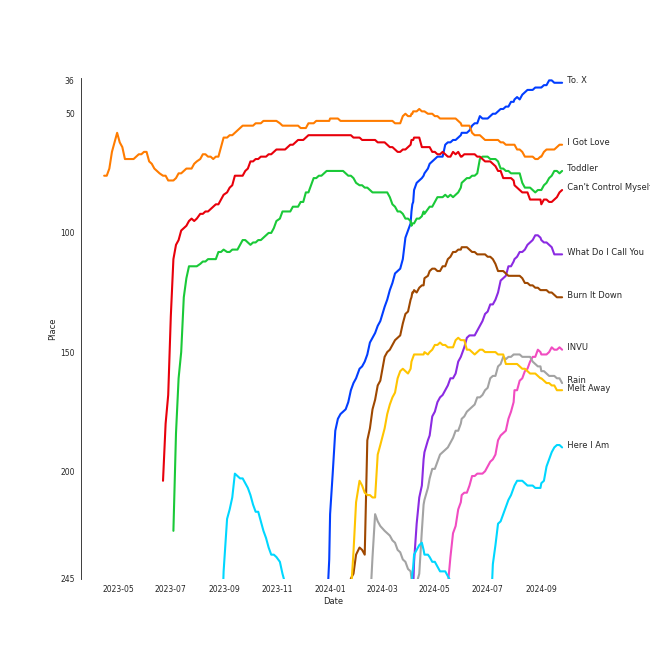 36
50
100
150
200
245
Place
To. X
I Got Love
Toddler
Can't Control Mysel
What Do I Call You
Burn It Down
INVU
Rain
Melt Away
Here I Am
2023-05
2023-07
2023-09
2023-11
2024-01
2024-03
2024-05
2024-07
2024-09
Date